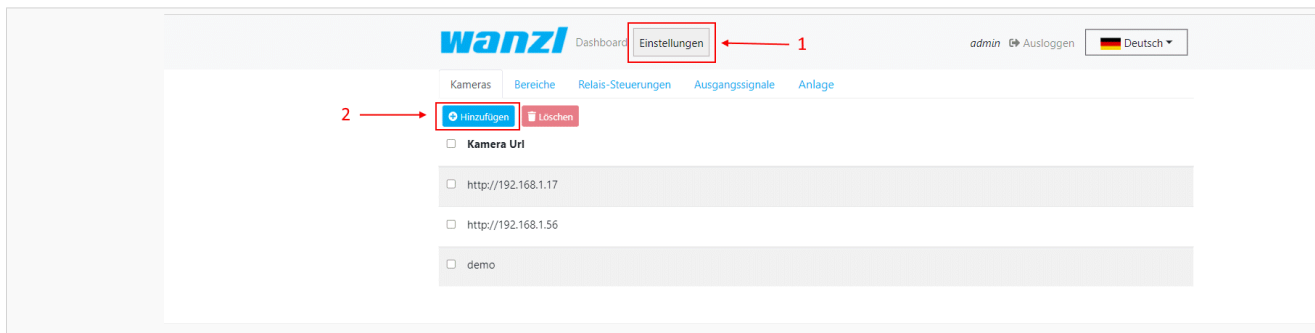 wanzl Dashboard Einstellungen 1 admin Ausloggen Deutsch
Kameras Bereiche Relais-Steuerungen Ausgangssignale Anlage
2 Hinzufügen Löschen
Kamera Url
http://192.168.1.17
http://192.168.1.56
demo